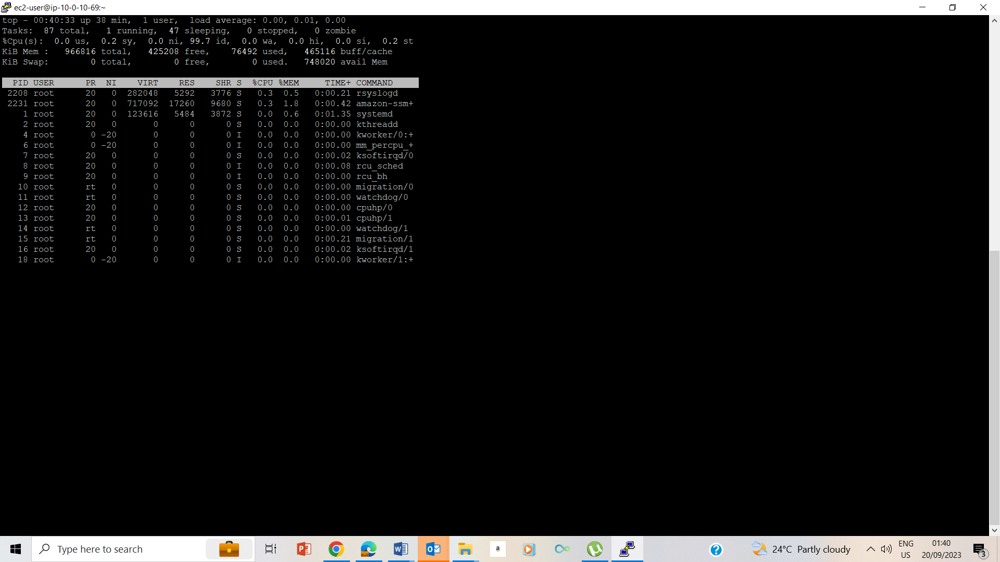 ec2-user@ip-10-0-10-69:~
top - 00:40:33 up 38 min,  1 user,  load average: 0.00, 0.01, 0.00
Tasks:  87 total,   1 running,  47 sleeping,   0 stopped,   0 zombie
%Cpu(s):  0.0 us,  0.2 sy,  0.0 ni, 99.7 id,  0.0 wa,  0.0 hi,  0.0 si,  0.2 st
KiB Mem :   966816 total,   425208 free,    76492 used,   465116 buff/cache
KiB Swap:        0 total,        0 free,        0 used.   748020 avail Mem
  PID USER      PR  NI    VIRT    RES    SHR S  %CPU %MEM     TIME+ COMMAND
 2208 root      20   0  282048   5292   3776 S   0.3  0.5   0:00.21 rsyslogd
 2231 root      20   0  717092  17260   9680 S   0.3  1.8   0:00.42 amazon-ssm+
    1 root      20   0  123616   5484   3872 S   0.0  0.6   0:01.35 systemd
    2 root      20   0       0      0      0 S   0.0  0.0   0:00.00 kthreadd
    4 root       0 -20       0      0      0 I   0.0  0.0   0:00.00 kworker/0:+
    6 root       0 -20       0      0      0 I   0.0  0.0   0:00.00 mm_percpu_+
    7 root      20   0       0      0      0 S   0.0  0.0   0:00.02 ksoftirqd/0
    8 root      20   0       0      0      0 I   0.0  0.0   0:00.08 rcu_sched
    9 root      20   0       0      0      0 I   0.0  0.0   0:00.00 rcu_bh
   10 root      rt   0       0      0      0 S   0.0  0.0   0:00.00 migration/0
   11 root      rt   0       0      0      0 S   0.0  0.0   0:00.00 watchdog/0
   12 root      20   0       0      0      0 S   0.0  0.0   0:00.00 cpuhp/0
   13 root      20   0       0      0      0 S   0.0  0.0   0:00.01 cpuhp/1
   14 root      rt   0       0      0      0 S   0.0  0.0   0:00.00 watchdog/1
   15 root      rt   0       0      0      0 S   0.0  0.0   0:00.21 migration/1
   16 root      20   0       0      0      0 S   0.0  0.0   0:00.02 ksoftirqd/1
   18 root       0 -20       0      0      0 I   0.0  0.0   0:00.00 kworker/1:+
Type here to search
a
24°C Partly cloudy
ENG
US
01:40
20/09/2023
3